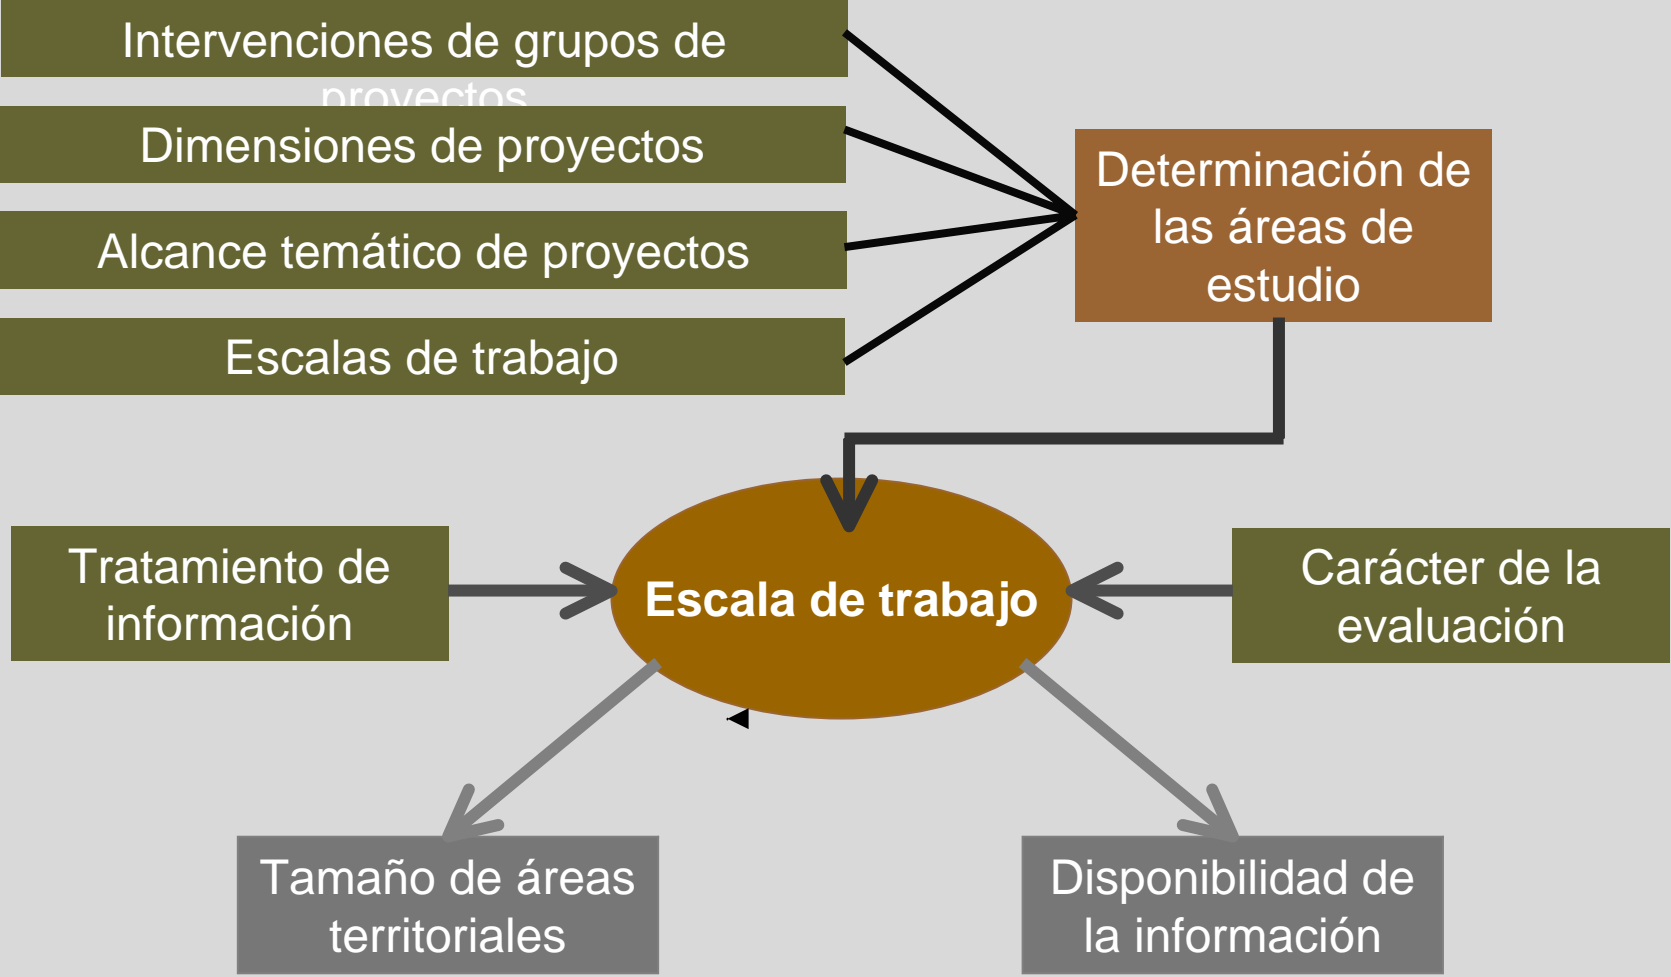 Intervenciones de grupos de
proyectos
Dimensiones de proyectos
Alcance temático de proyectos
Escalas de trabajo
Determinación de
las áreas de
estudio
Tratamiento de
información
Escala de trabajo
Carácter de la
evaluación
Tamaño de áreas
territoriales
Disponibilidad de
la información